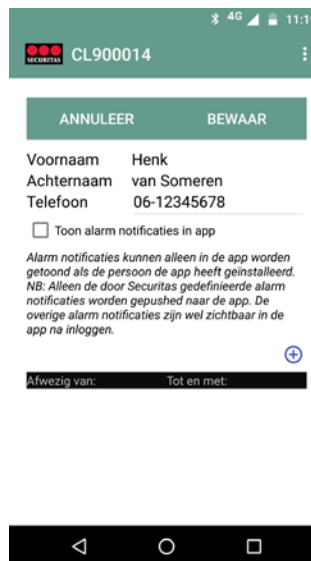 4G 11:1
SECURITAS CL900014
ANNULEER BEWAAR
Voornaam Henk
Achternaam van Someren
Telefoon 06-12345678
Toon alarm notificaties in app
Alarm notificaties kunnen alleen in de app worden
getoond als de persoon de app heeft geïnstalleerd.
NB: Alleen de door Securitas gedefinieerde alarm
notificaties worden gepushed naar de app. De
overige alarm notificaties zijn wel zichtbaar in de
app na inloggen.
Afwezig van: Tot en met: